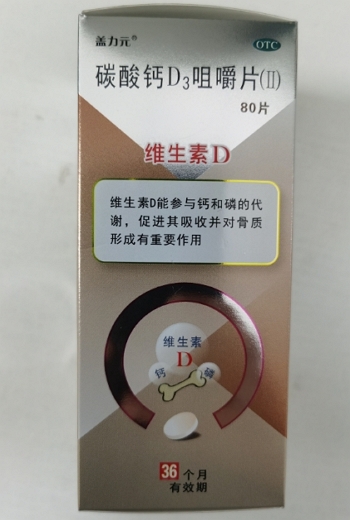 盖力元®
OTC
碳酸钙D₃咀嚼片(II)
80片
维生素D
维生素D能参与钙和磷的代
谢，促进其吸收并对骨质
形成有重要作用
维生素
D
钙 磷
36个月
有效期